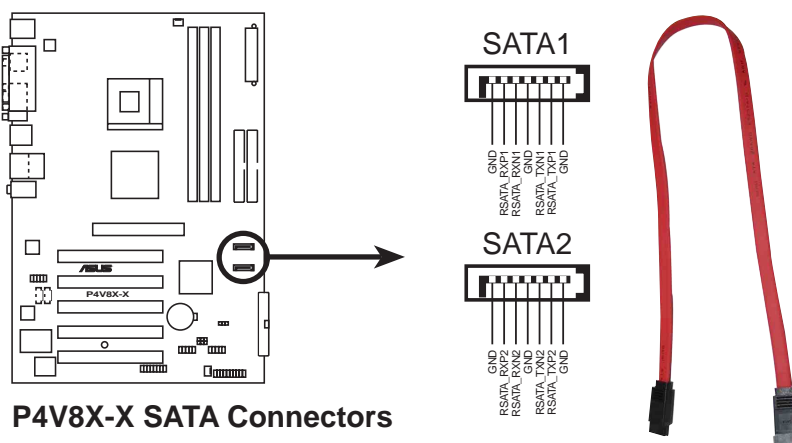 SATA1
GND
RSATA_RXP1
RSATA_RXN1
GND
RSATA_TXN1
RSATA_TXP1
GND
SATA2
GND
RSATA_RXP2
RSATA_RXN2
GND
RSATA_TXN2
RSATA_TXP2
GND
ASUS
P4V8X-X
P4V8X-X SATA Connectors